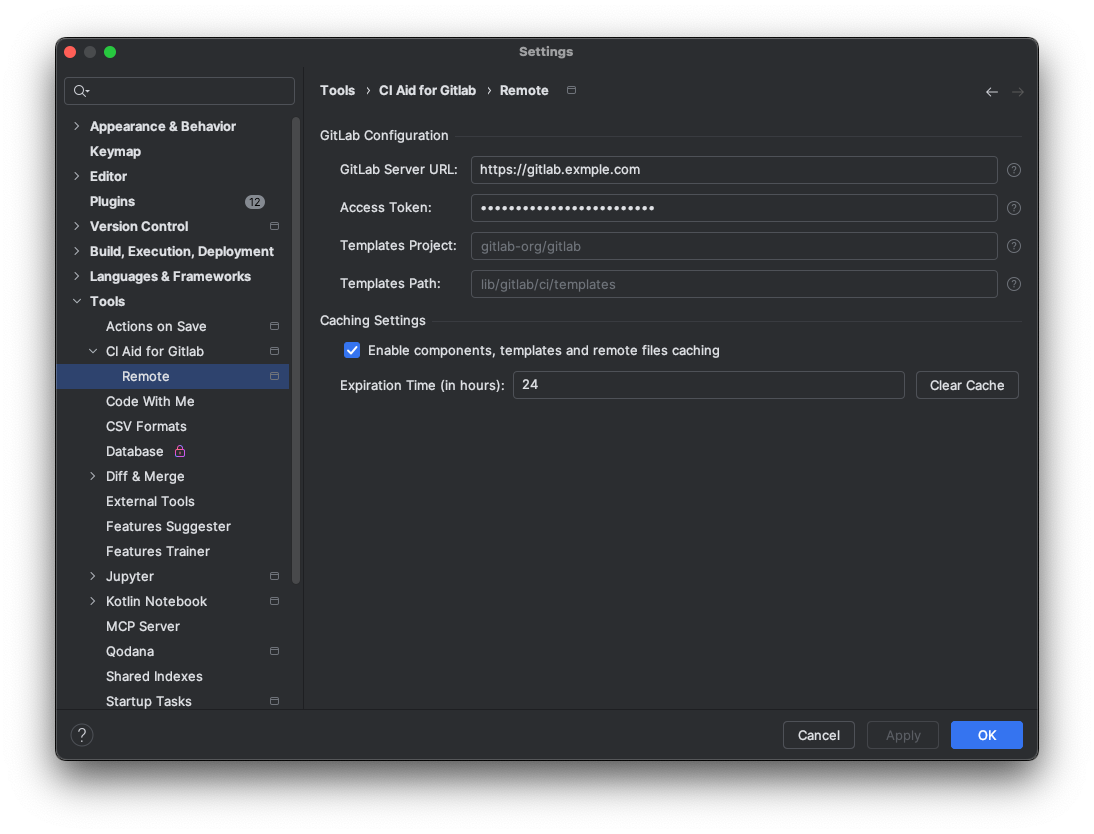 Settings
Appearance & Behavior
Keymap
Editor
Plugins 12
Version Control
Build, Execution, Deployment
Languages & Frameworks
Tools
Actions on Save
CI Aid for Gitlab
Remote
Code With Me
CSV Formats
Database
Diff & Merge
External Tools
Features Suggester
Features Trainer
Jupyter
Kotlin Notebook
MCP Server
Qodana
Shared Indexes
Startup Tasks
Tools › CI Aid for Gitlab › Remote
GitLab Configuration
GitLab Server URL: https://gitlab.exmple.com ?
Access Token: ••••••••••••••••••••••••• ?
Templates Project: gitlab-org/gitlab ?
Templates Path: lib/gitlab/ci/templates ?
Caching Settings
Enable components, templates and remote files caching
Expiration Time (in hours): 24 Clear Cache
? Cancel Apply OK